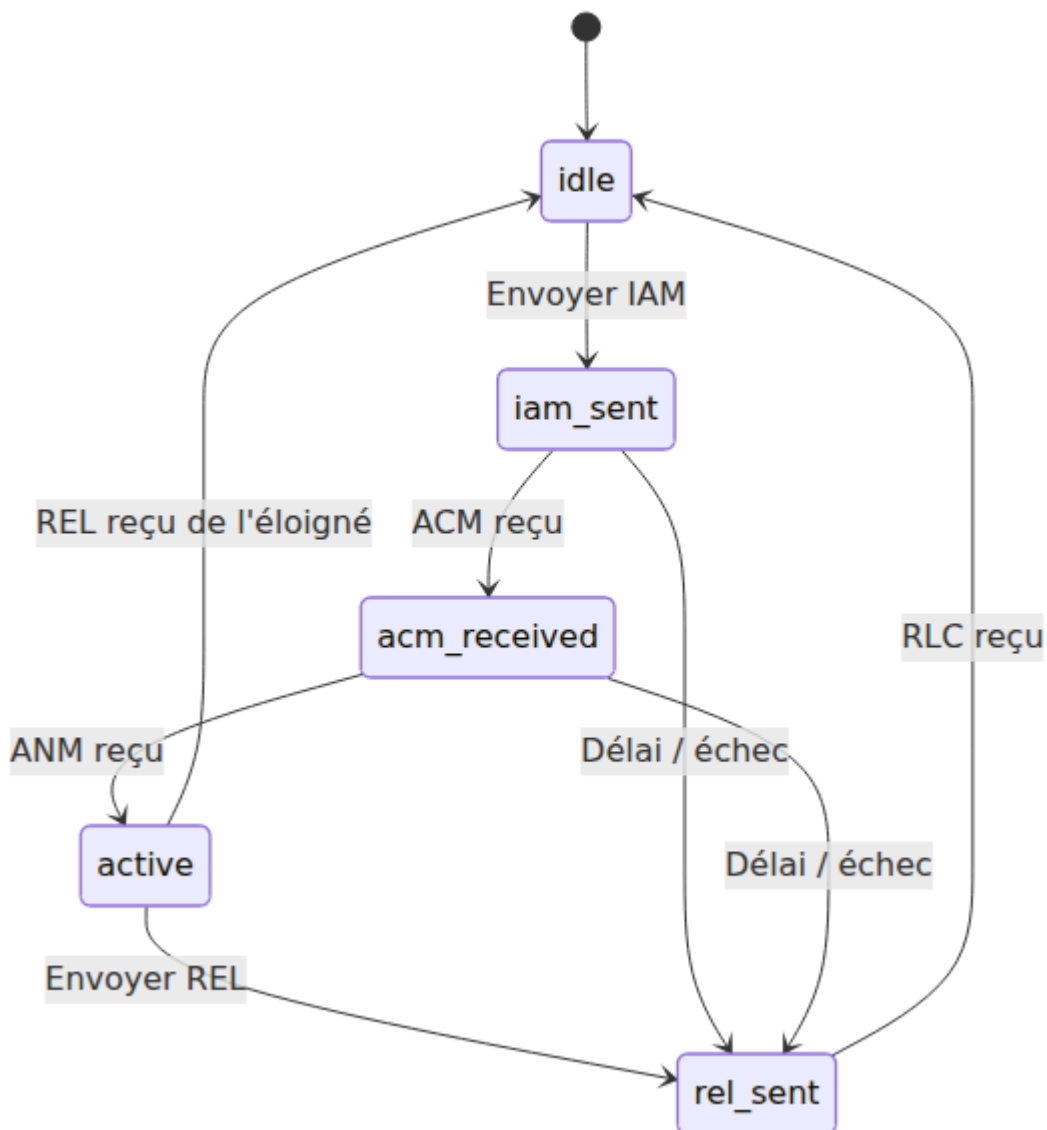 idle
Envoyer IAM
iam_sent
REL reçu de l'éloigné
ACM reçu
acm_received
RLC reçu
ANM reçu
Délai / échec
active
Délai / échec
Envoyer REL
rel_sent